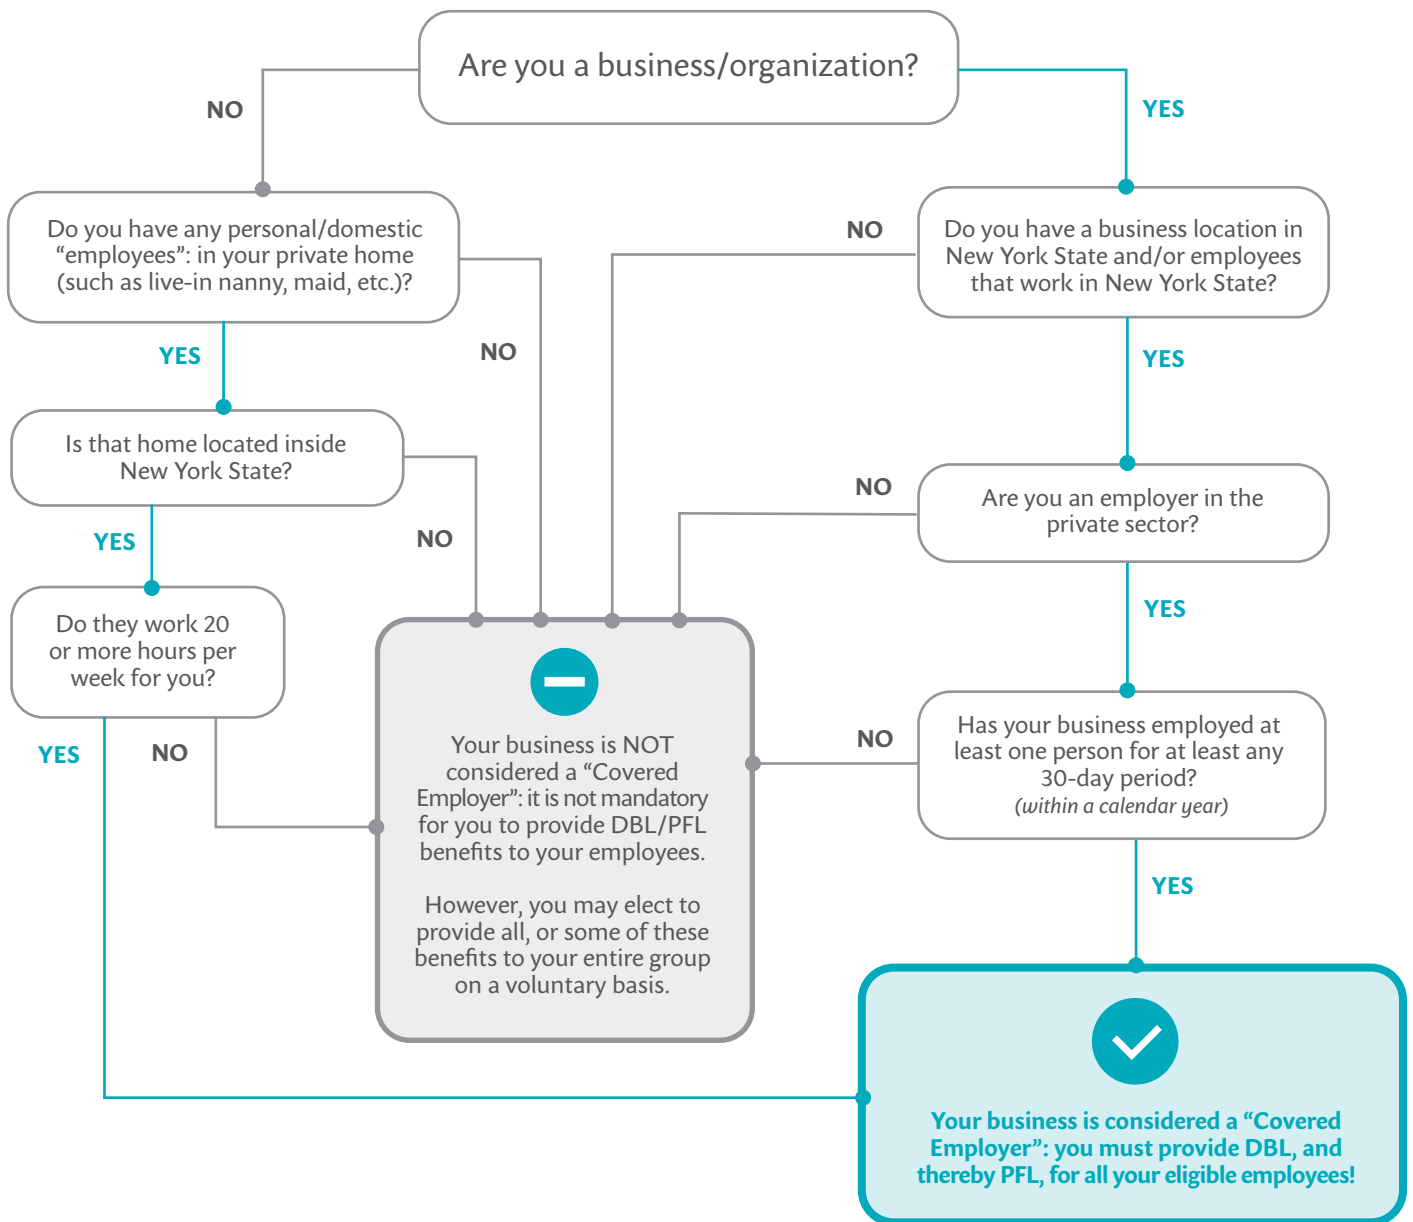 Are you a business/organization?
NO
YES
Do you have any personal/domestic
“employees”: in your private home
(such as live-in nanny, maid, etc.)?
NO
Do you have a business location in
New York State and/or employees
that work in New York State?
YES
NO
YES
Is that home located inside
New York State?
NO
Are you an employer in the
private sector?
YES
NO
YES
Do they work 20
or more hours per
week for you?
YES
NO
Your business is NOT
considered a “Covered
Employer”: it is not mandatory
for you to provide DBL/PFL
benefits to your employees.
However, you may elect to
provide all, or some of these
benefits to your entire group
on a voluntary basis.
NO
Has your business employed at
least one person for at least any
30-day period?
(within a calendar year)
YES
Your business is considered a “Covered
Employer”: you must provide DBL, and
thereby PFL, for all your eligible employees!